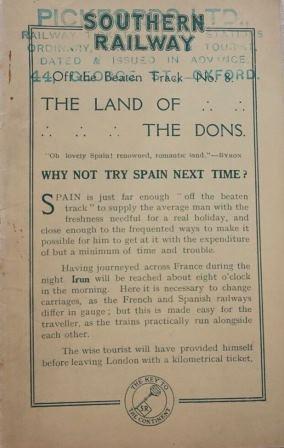 PICKFORDS LTD.,
SOUTHERN
RAILWAY
DATED & ISSUED IN ADVANCE.
Off the Beaten Track No. 8.
44, GEORGE ST. OXFORD.
THE LAND OF ∴ ∴
∴ ∴ ∴ THE DONS.
"Oh lovely Spain! renowned, romantic land."—BYRON
WHY NOT TRY SPAIN NEXT TIME?
SPAIN is just far enough "off the beaten
track" to supply the average man with the
freshness needful for a real holiday, and
close enough to the frequented ways to make it
possible for him to get at it with the expenditure
of but a minimum of time and trouble.
Having journeyed across France during the
night Irun will be reached about eight o'clock
in the morning. Here it is necessary to change
carriages, as the French and Spanish railways
differ in gauge; but this is made easy for the
traveller, as the trains practically run alongside
each other.
The wise tourist will have provided himself
before leaving London with a kilometrical ticket,
THE KEY TO
SR
THE CONTINENT